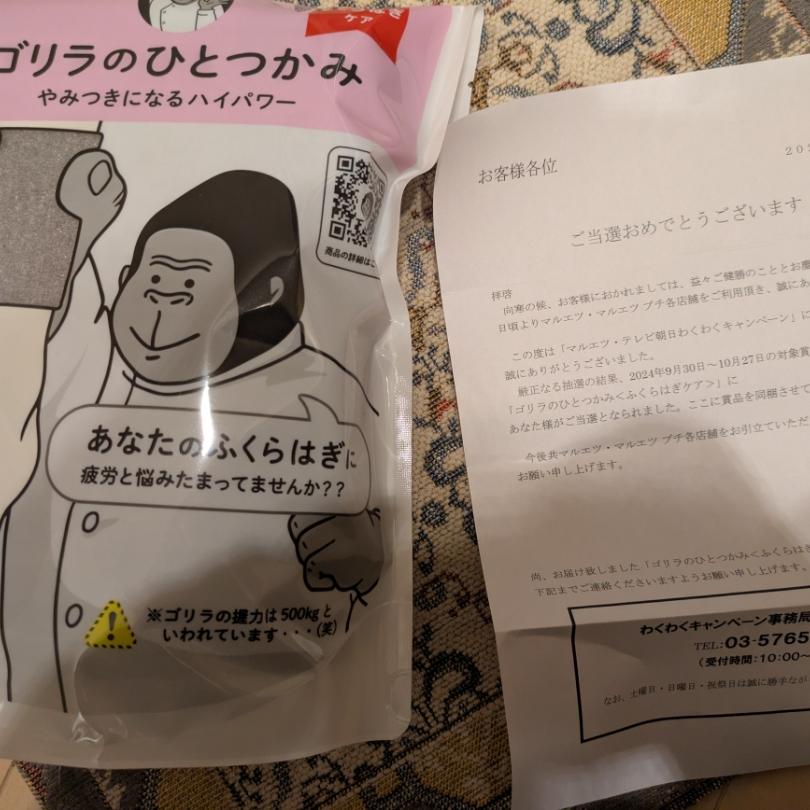 ケア
ゴリラのひとつかみ
やみつきになるハイパワー
商品の詳細はこ
あなたのふくらはぎに
疲労と悩みたまってませんか??
※ゴリラの握力は500kgと
いわれています・・・(笑)
お客様各位
ご当選おめでとうございます
拝啓
向寒の候、お客様におかれましては、益々ご健勝のこととお慶
日頃よりマルエツ・マルエツ プチ各店舗をご利用頂き、誠にあ
この度は「マルエツ・テレビ朝日わくわくキャンペーン」に
誠にありがとうございました。
厳正なる抽選の結果、2024年9月30日～10月27日の対象賞
「ゴリラのひとつかみ<ふくらはぎケア>」に
あなた様がご当選となられました。ここに賞品を同梱させて
今後共マルエツ・マルエツ プチ各店舗をお引立ていただ
お願い申し上げます。
尚、お届け致しました「ゴリラのひとつかみ<ふくらはぎ
下記までご連絡くださいますようお願い申し上げます。
わくわくキャンペーン事務局
TEL:03-5765
(受付時間:10:00～
なお、土曜日・日曜日・祝祭日は誠に勝手なが